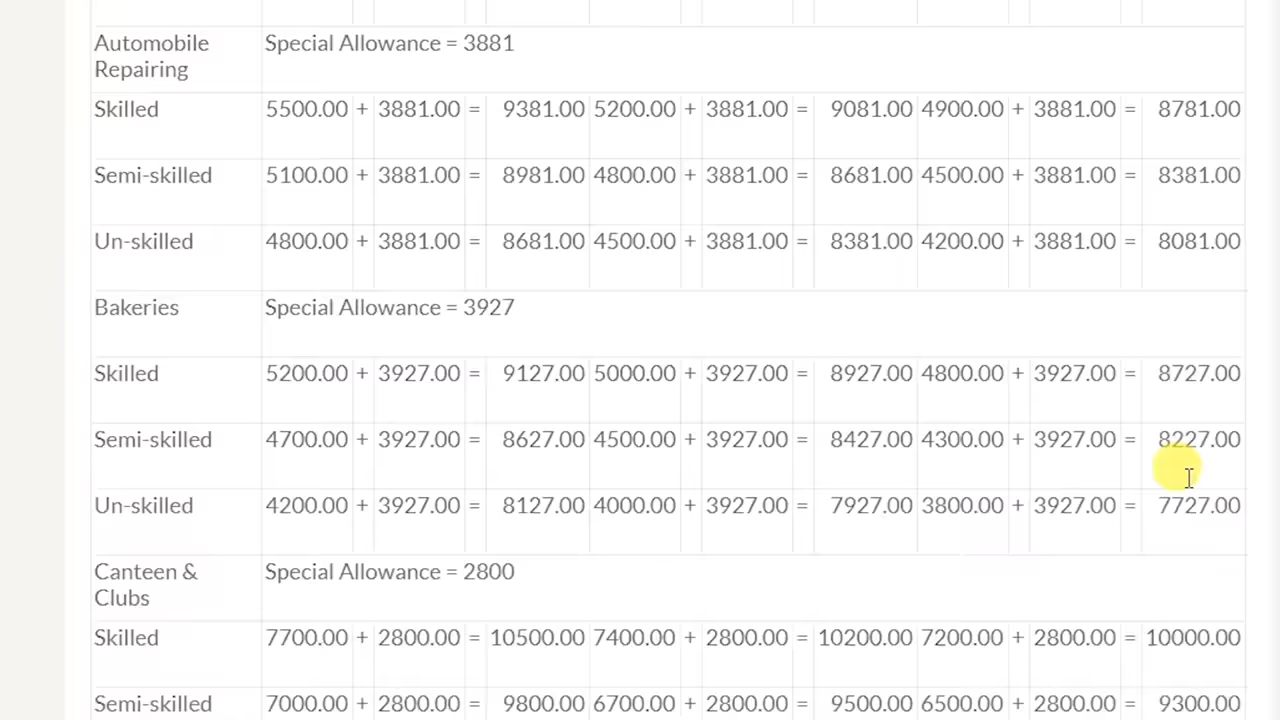 Automobile
Repairing
Special Allowance = 3881
Skilled 5500.00 + 3881.00 = 9381.00 5200.00 + 3881.00 = 9081.00 4900.00 + 3881.00 = 8781.00
Semi-skilled 5100.00 + 3881.00 = 8981.00 4800.00 + 3881.00 = 8681.00 4500.00 + 3881.00 = 8381.00
Un-skilled 4800.00 + 3881.00 = 8681.00 4500.00 + 3881.00 = 8381.00 4200.00 + 3881.00 = 8081.00
Bakeries Special Allowance = 3927
Skilled 5200.00 + 3927.00 = 9127.00 5000.00 + 3927.00 = 8927.00 4800.00 + 3927.00 = 8727.00
Semi-skilled 4700.00 + 3927.00 = 8627.00 4500.00 + 3927.00 = 8427.00 4300.00 + 3927.00 = 8227.00
Un-skilled 4200.00 + 3927.00 = 8127.00 4000.00 + 3927.00 = 7927.00 3800.00 + 3927.00 = 7727.00
Canteen &
Clubs
Special Allowance = 2800
Skilled 7700.00 + 2800.00 = 10500.00 7400.00 + 2800.00 = 10200.00 7200.00 + 2800.00 = 10000.00
Semi-skilled 7000.00 + 2800.00 = 9800.00 6700.00 + 2800.00 = 9500.00 6500.00 + 2800.00 = 9300.00